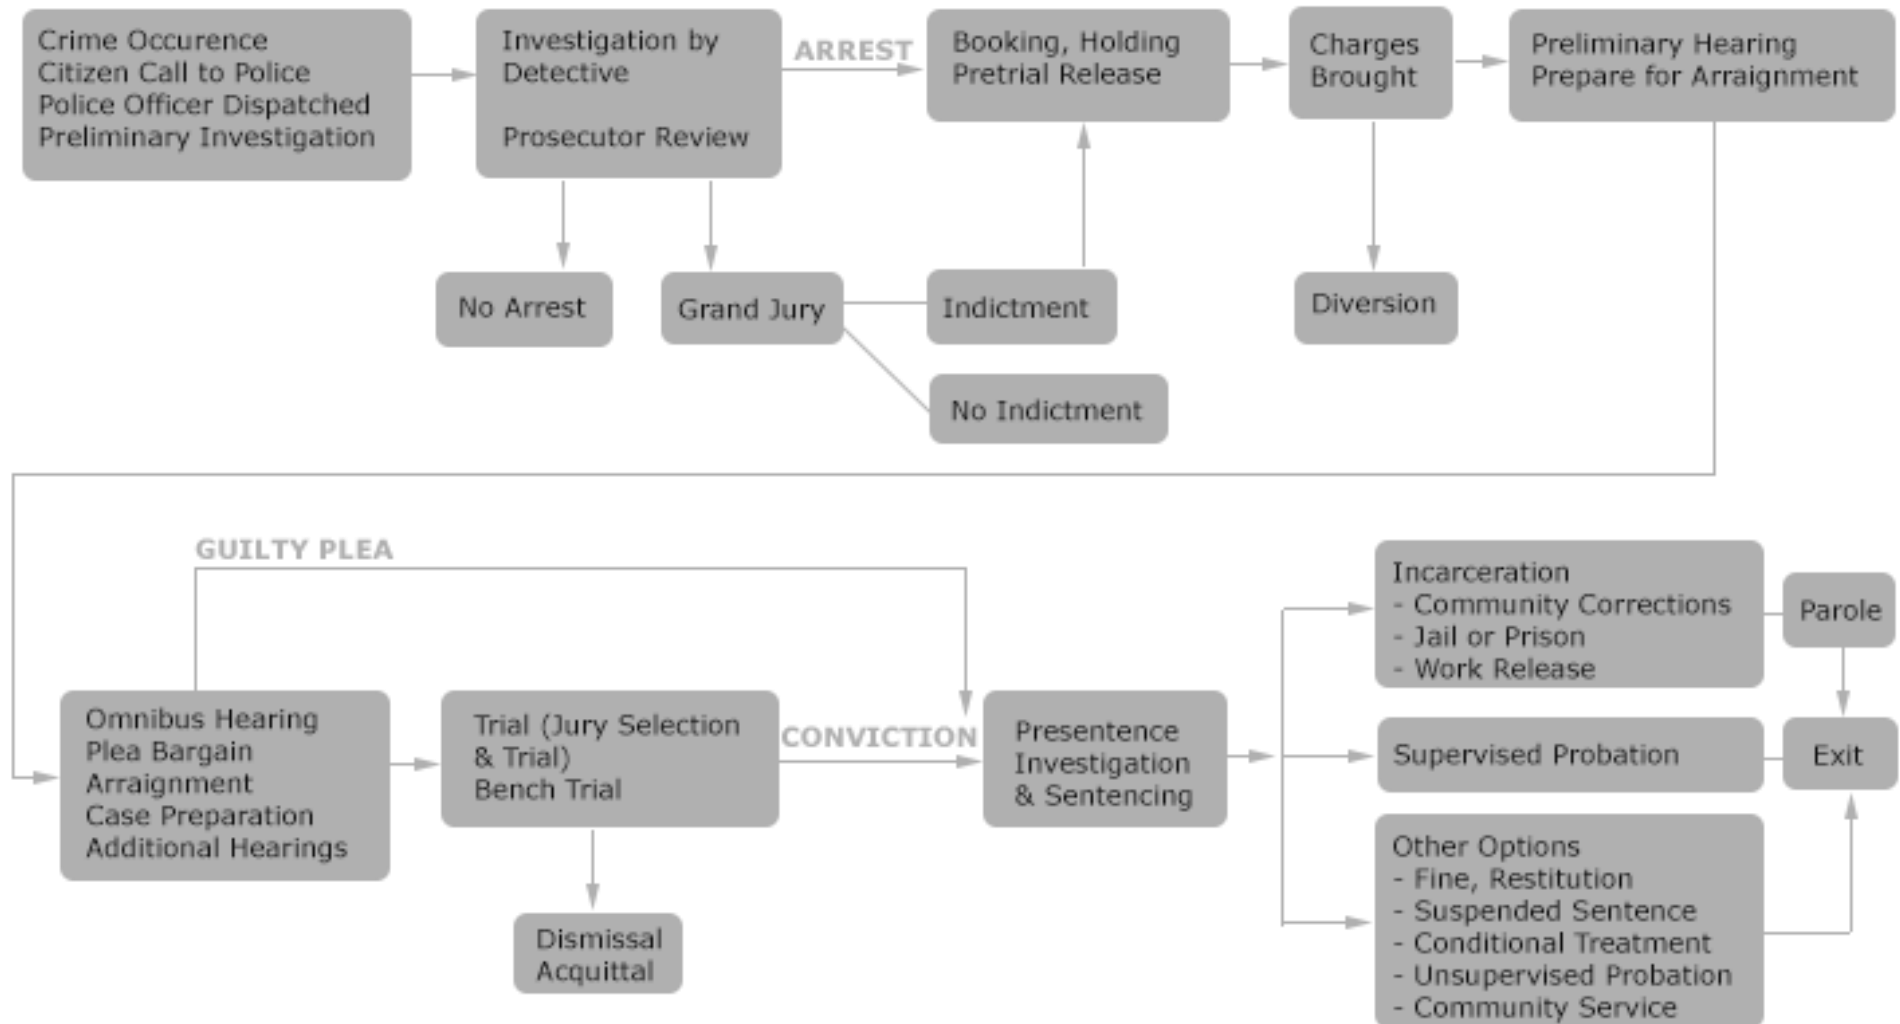 Crime Occurence
Citizen Call to Police
Police Officer Dispatched
Preliminary Investigation
Investigation by
Detective
Prosecutor Review
ARREST
Booking, Holding
Pretrial Release
Charges
Brought
Preliminary Hearing
Prepare for Arraignment
No Arrest
Grand Jury
Indictment
Diversion
No Indictment
GUILTY PLEA
Omnibus Hearing
Plea Bargain
Arraignment
Case Preparation
Additional Hearings
Trial (Jury Selection
& Trial)
Bench Trial
CONVICTION
Presentence
Investigation
& Sentencing
Dismissal
Acquittal
Incarceration
- Community Corrections
- Jail or Prison
- Work Release
Parole
Supervised Probation
Exit
Other Options
- Fine, Restitution
- Suspended Sentence
- Conditional Treatment
- Unsupervised Probation
- Community Service